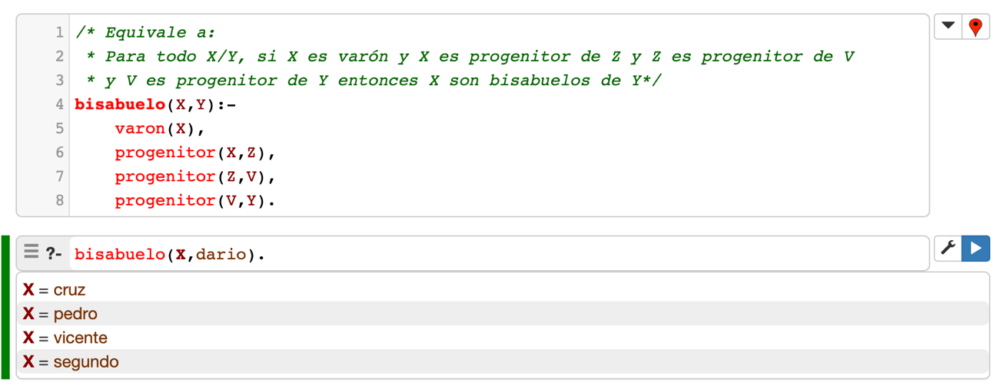 1 /* Equivale a:
2 * Para todo X/Y, si X es varón y X es progenitor de Z y Z es progenitor de V
3 * y V es progenitor de Y entonces X son bisabuelos de Y*/
4 bisabuelo(X,Y):-
5 varon(X),
6 progenitor(X,Z),
7 progenitor(Z,V),
8 progenitor(V,Y).
?- bisabuelo(X,dario).
X = cruz
X = pedro
X = vicente
X = segundo